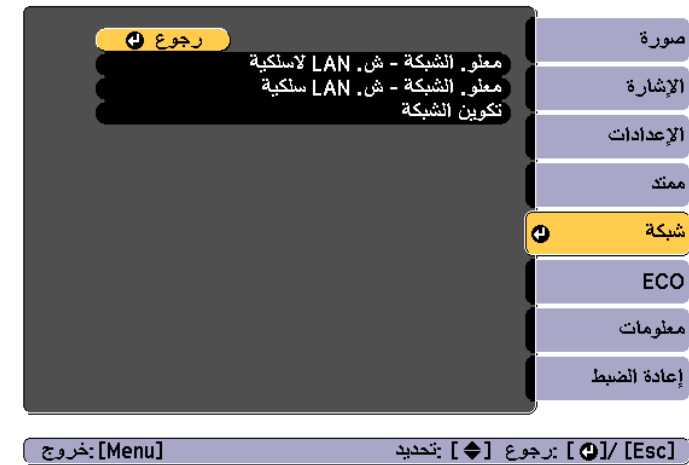 رجوع
معلو. الشبكة - ش. LAN لاسلكية
معلو. الشبكة - ش. LAN سلكية
تكوين الشبكة
صورة
الإشارة
الإعدادات
ممتد
شبكة
ECO
معلومات
إعادة الضبط
[Esc] /[ ] :رجوع [ ] :تحديد [Menu] :خروج